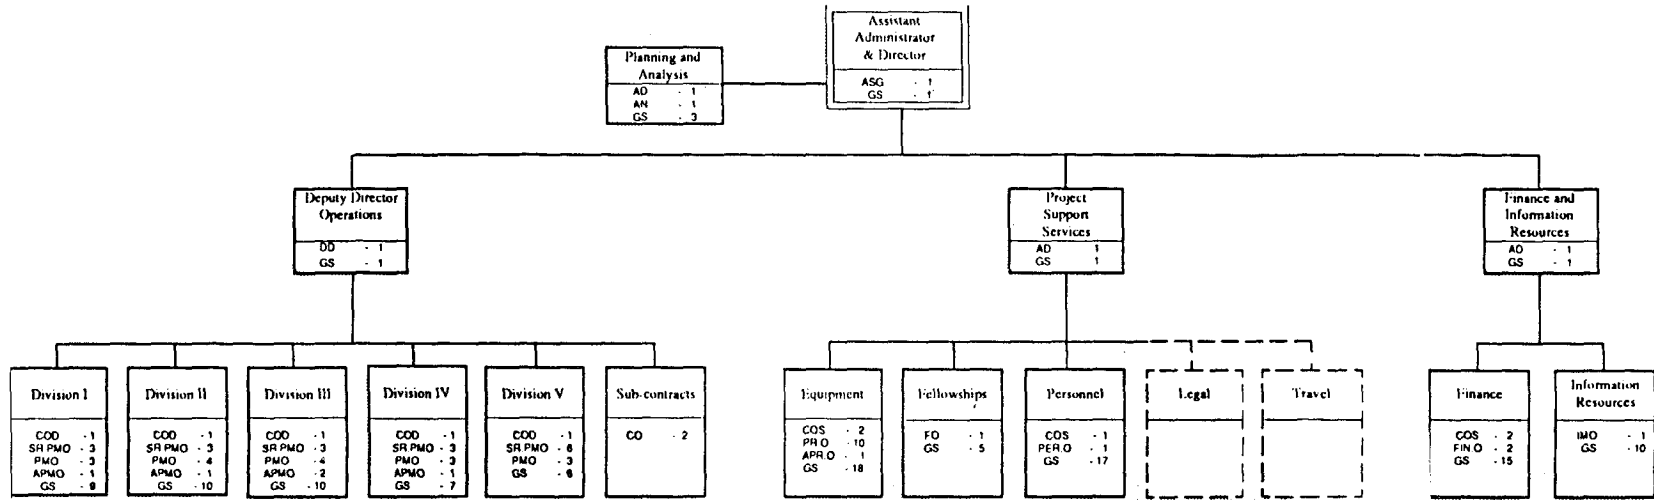 Assistant
Administrator
& Director
ASG - 1
GS - 1
Planning and
Analysis
AD - 1
AN - 1
GS - 3
Deputy Director
Operations
DD - 1
GS - 1
Project
Support
Services
AD 1
GS 1
Finance and
Information
Resources
AD - 1
GS - 1
Division I
COD - 1
SR PMO - 3
PMO - 3
APMO - 1
GS - 9
Division II
COD - 1
SR PMO - 3
PMO - 4
APMO - 1
GS - 10
Division III
COD - 1
SR PMO - 3
PMO - 4
APMO - 2
GS - 10
Division IV
COD - 1
SR PMO - 3
PMO - 3
APMO - 1
GS - 7
Division V
COD - 1
SR PMO - 6
PMO - 3
GS - 6
Sub-contracts
CO - 2
Equipment
COS - 2
PR.O - 10
APR.O - 1
GS - 18
Fellowships
FO - 1
GS - 5
Personnel
COS - 1
PER.O - 1
GS - 17
Legal
Travel
Finance
COS - 2
FIN.O - 2
GS - 15
Information
Resources
IMO - 1
GS - 10